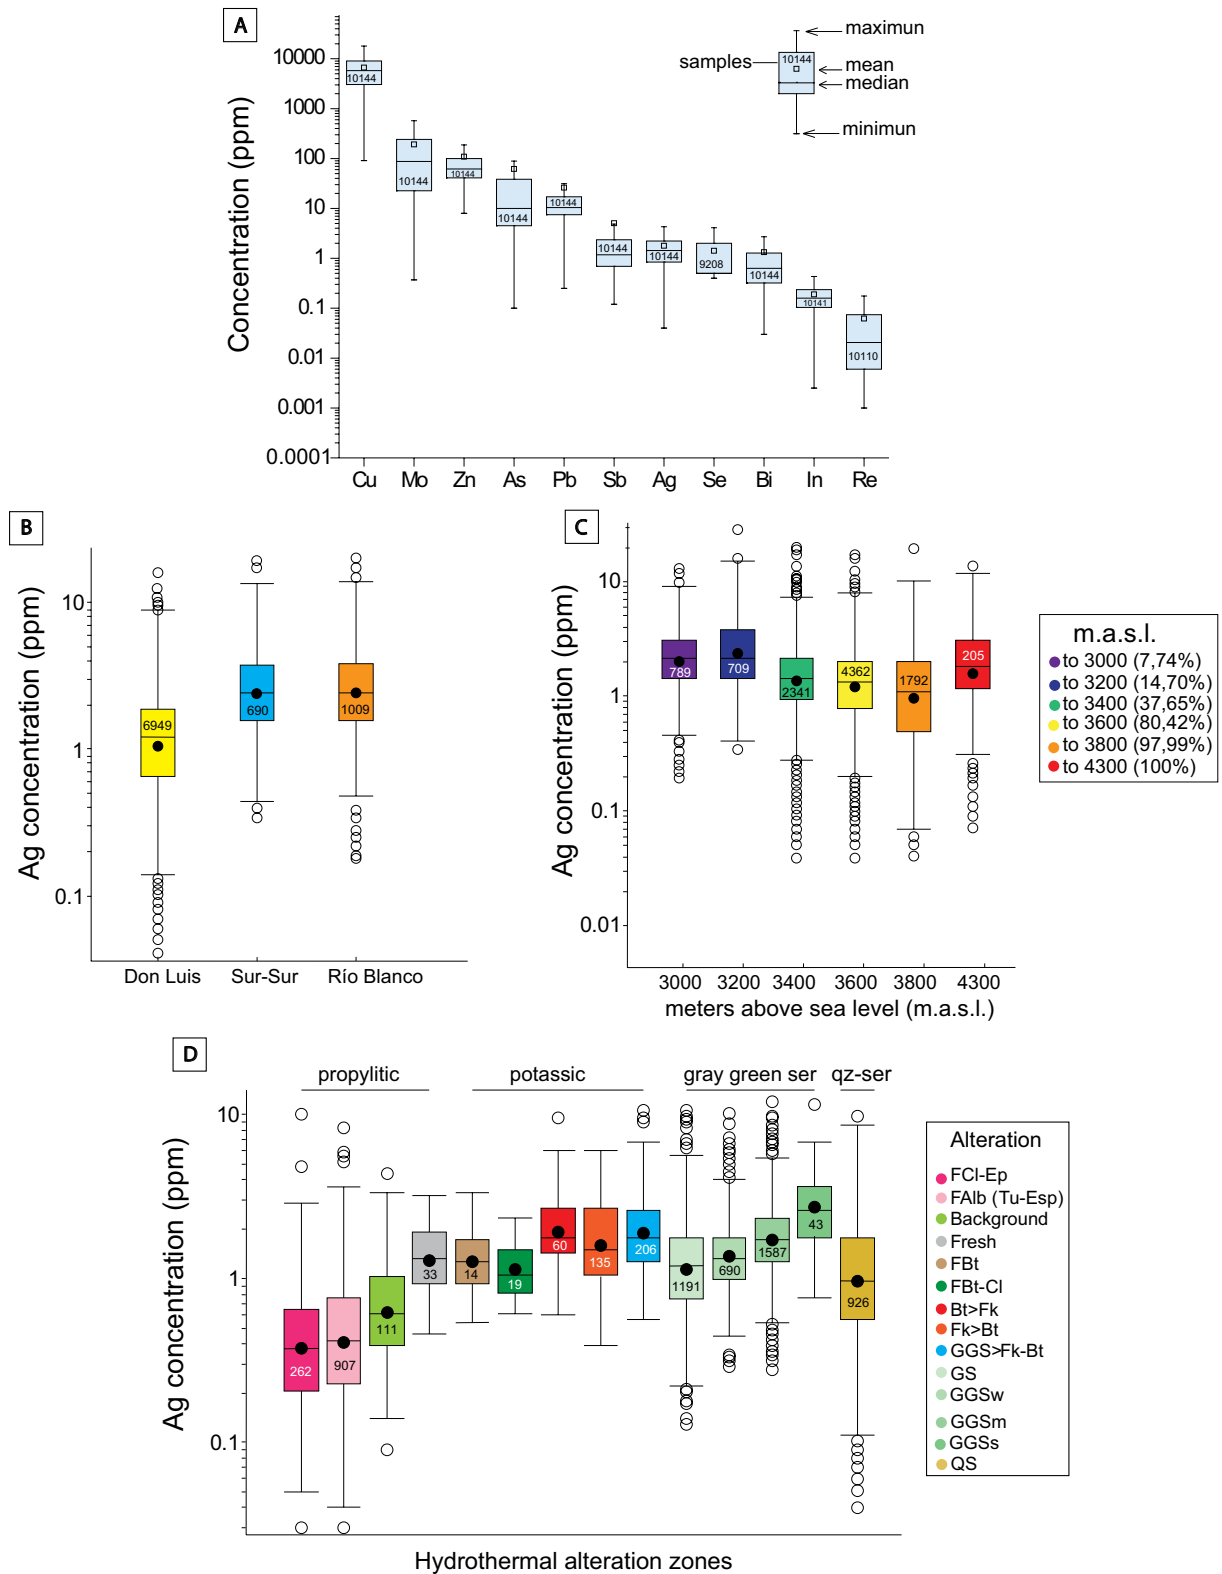 A
maximun
samples
10144
mean
median
minimun
Concentration (ppm)
10000
1000
100
10
1
0.1
0.01
0.001
0.0001
10144
10144
10144
10144
10144
10144
10144
9208
10144
10141
10110
Cu Mo Zn As Pb Sb Ag Se Bi In Re
B
Ag concentration (ppm)
10
1
0.1
6949
690
1009
Don Luis Sur-Sur Río Blanco
C
Ag concentration (ppm)
10
1
0.1
0.01
789
709
2341
4362
1792
205
3000 3200 3400 3600 3800 4300
meters above sea level (m.a.s.l.)
m.a.s.l.
to 3000 (7,74%)
to 3200 (14,70%)
to 3400 (37,65%)
to 3600 (80,42%)
to 3800 (97,99%)
to 4300 (100%)
D
propylitic potassic gray green ser qz-ser
Ag concentration (ppm)
10
1
0.1
262
907
111
33
14
19
60
135
206
1191
690
1587
43
926
Hydrothermal alteration zones
Alteration
FCl-Ep
FAlb (Tu-Esp)
Background
Fresh
FBt
FBt-Cl
Bt>Fk
Fk>Bt
GGS>Fk-Bt
GS
GGSw
GGSm
GGSs
QS